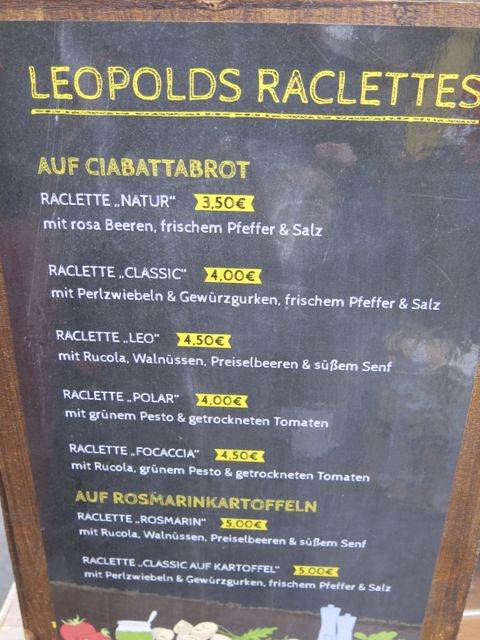 LEOPOLDS RACLETTES
AUF CIABATTABROT
RACLETTE „NATUR“ 3,50€
mit rosa Beeren, frischem Pfeffer & Salz
RACLETTE „CLASSIC“ 4,00€
mit Perlzwiebeln & Gewürzgurken, frischem Pfeffer & Salz
RACLETTE „LEO“ 4,50€
mit Rucola, Walnüssen, Preiselbeeren & süßem Senf
RACLETTE „POLAR“ 4,00€
mit grünem Pesto & getrockneten Tomaten
RACLETTE „FOCACCIA“ 4,50€
mit Rucola, grünem Pesto & getrockneten Tomaten
AUF ROSMARINKARTOFFELN
RACLETTE „ROSMARIN“ 5,00€
mit Rucola, Walnüssen, Preiselbeeren & süßem Senf
RACLETTE „CLASSIC AUF KARTOFFEL“ 5,00€
mit Perlzwiebeln & Gewürzgurken, frischem Pfeffer & Salz